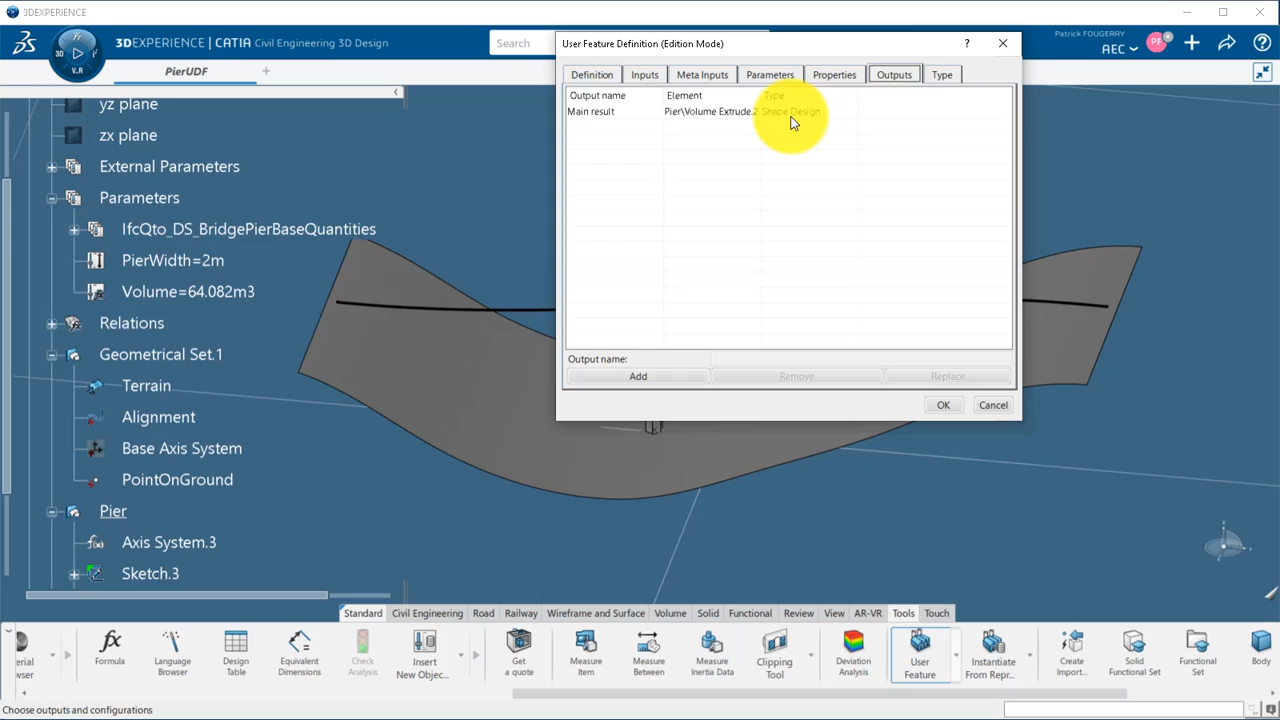 3DEXPERIENCE
3DEXPERIENCE | CATIA Civil Engineering 3D Design
Search
Patrick FOUGERAY
AEC
PF
3D
V.R
PierUDF
User Feature Definition (Edition Mode)
Definition
Inputs
Meta Inputs
Parameters
Properties
Outputs
Type
Output name
Element
Type
Main result
Pier\Volume Extrude.2
Shape Design
Output name:
Add
Remove
Replace
OK
Cancel
yz plane
zx plane
External Parameters
Parameters
IfcQto_DS_BridgePierBaseQuantities
PierWidth=2m
Volume=64.082m3
Relations
Geometrical Set.1
Terrain
Alignment
Base Axis System
PointOnGround
Pier
Axis System.3
Sketch.3
Standard
Civil Engineering
Road
Railway
Wireframe and Surface
Volume
Solid
Functional
Review
View
AR-VR
Tools
Touch
erial
wser
Formula
Language
Browser
Design
Table
Equivalent
Dimensions
Check
Analysis
Insert
New Objec...
Get
a quote
Measure
Item
Measure
Between
Measure
Inertia Data
Clipping
Tool
Deviation
Analysis
User
Feature
Instantiate
From Repr...
Create
Import...
Solid
Functional Set
Functional
Set
Body
Choose outputs and configurations